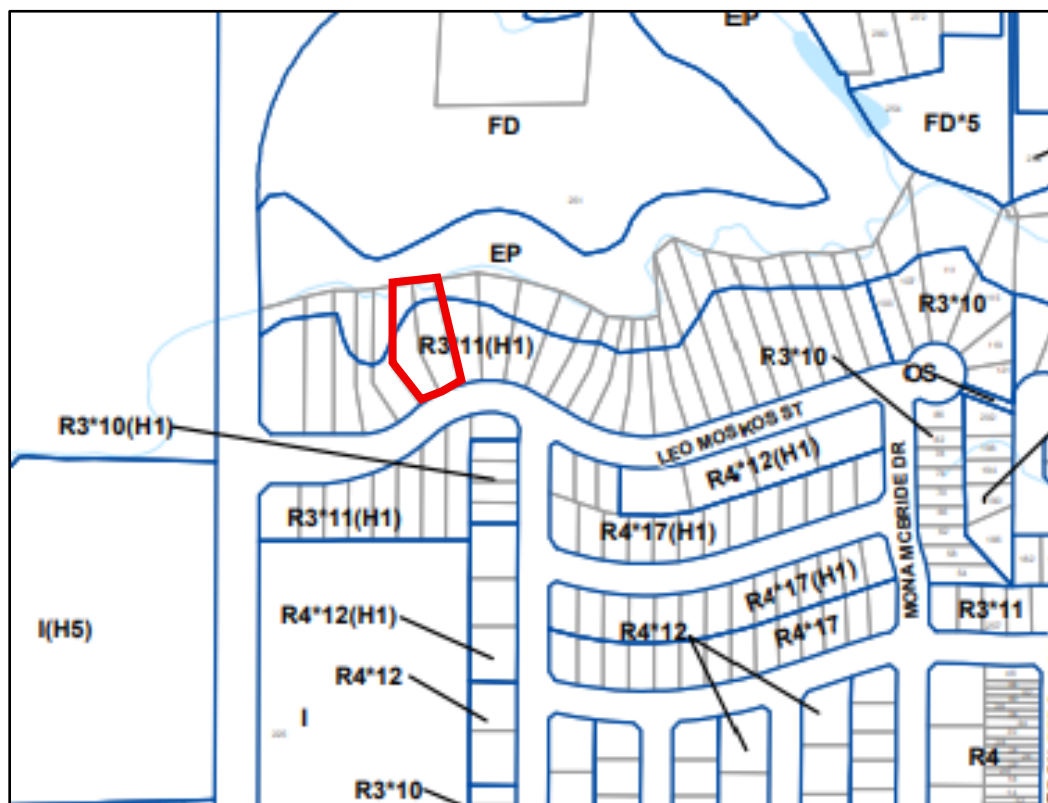 EP
FD
FD*5
251
EP
R3*10
R3*11(H1)
R3*10
OS
R3*10(H1)
LEO MOSKOS ST
R4*12(H1)
R3*11(H1)
R4*17(H1)
MONA MCBRIDE DR
R4*17(H1)
R3*11
R4*12(H1)
I(H5)
R4*12
R4*17
R4*12
I
R4
R3*10